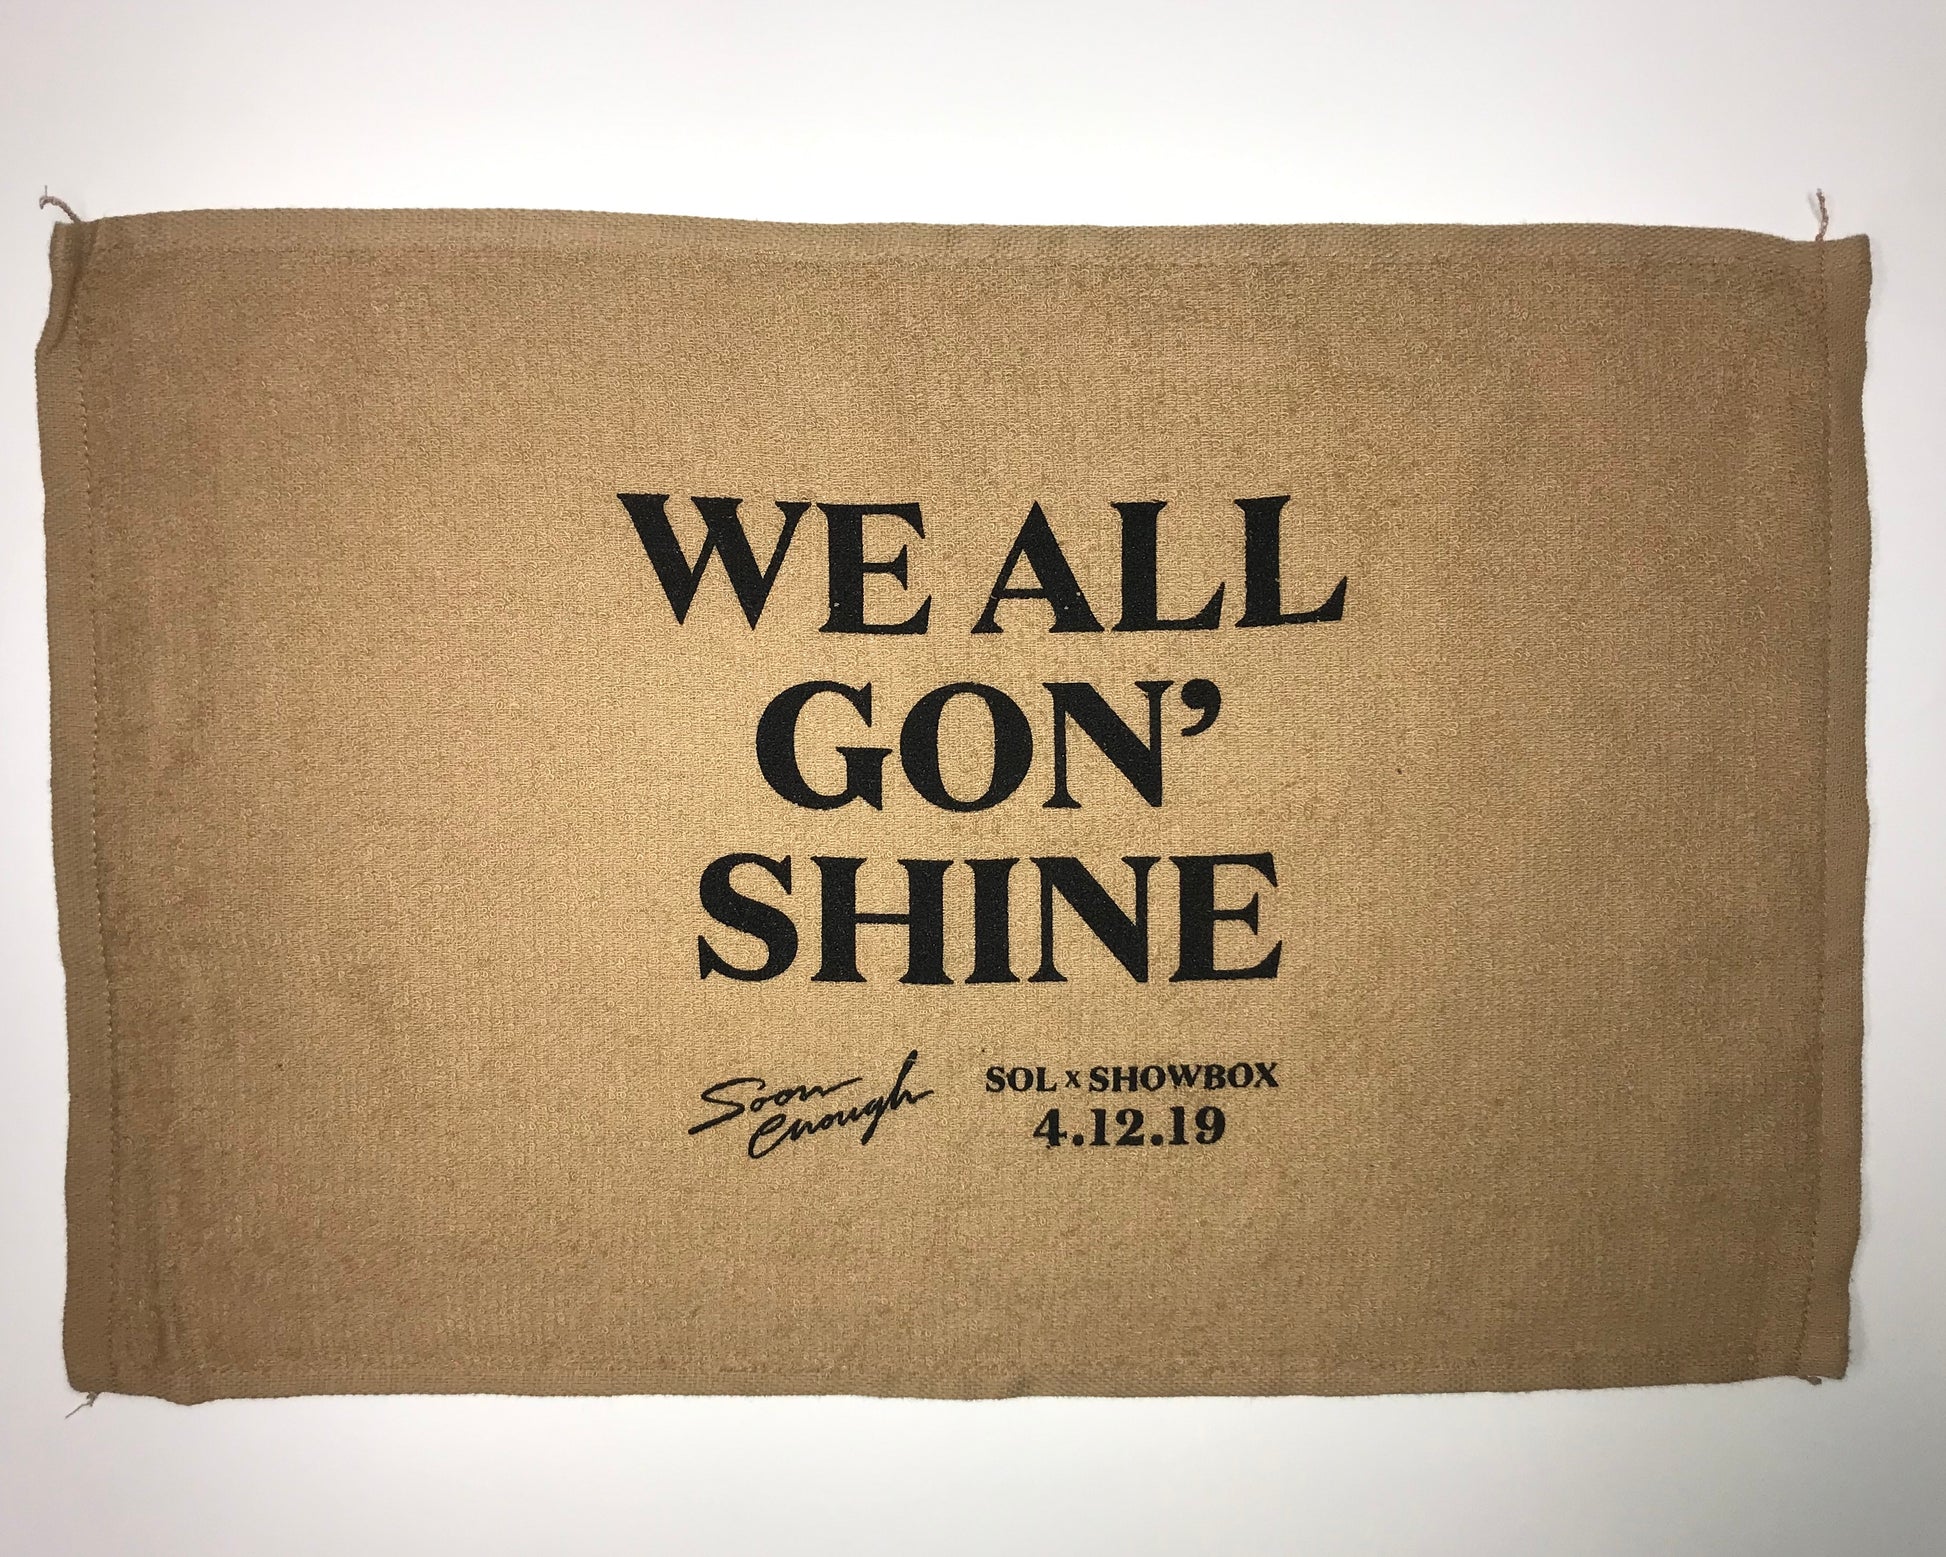 WE ALL
GON’
SHINE
Soon
enough
SOL x SHOWBOX
4.12.19